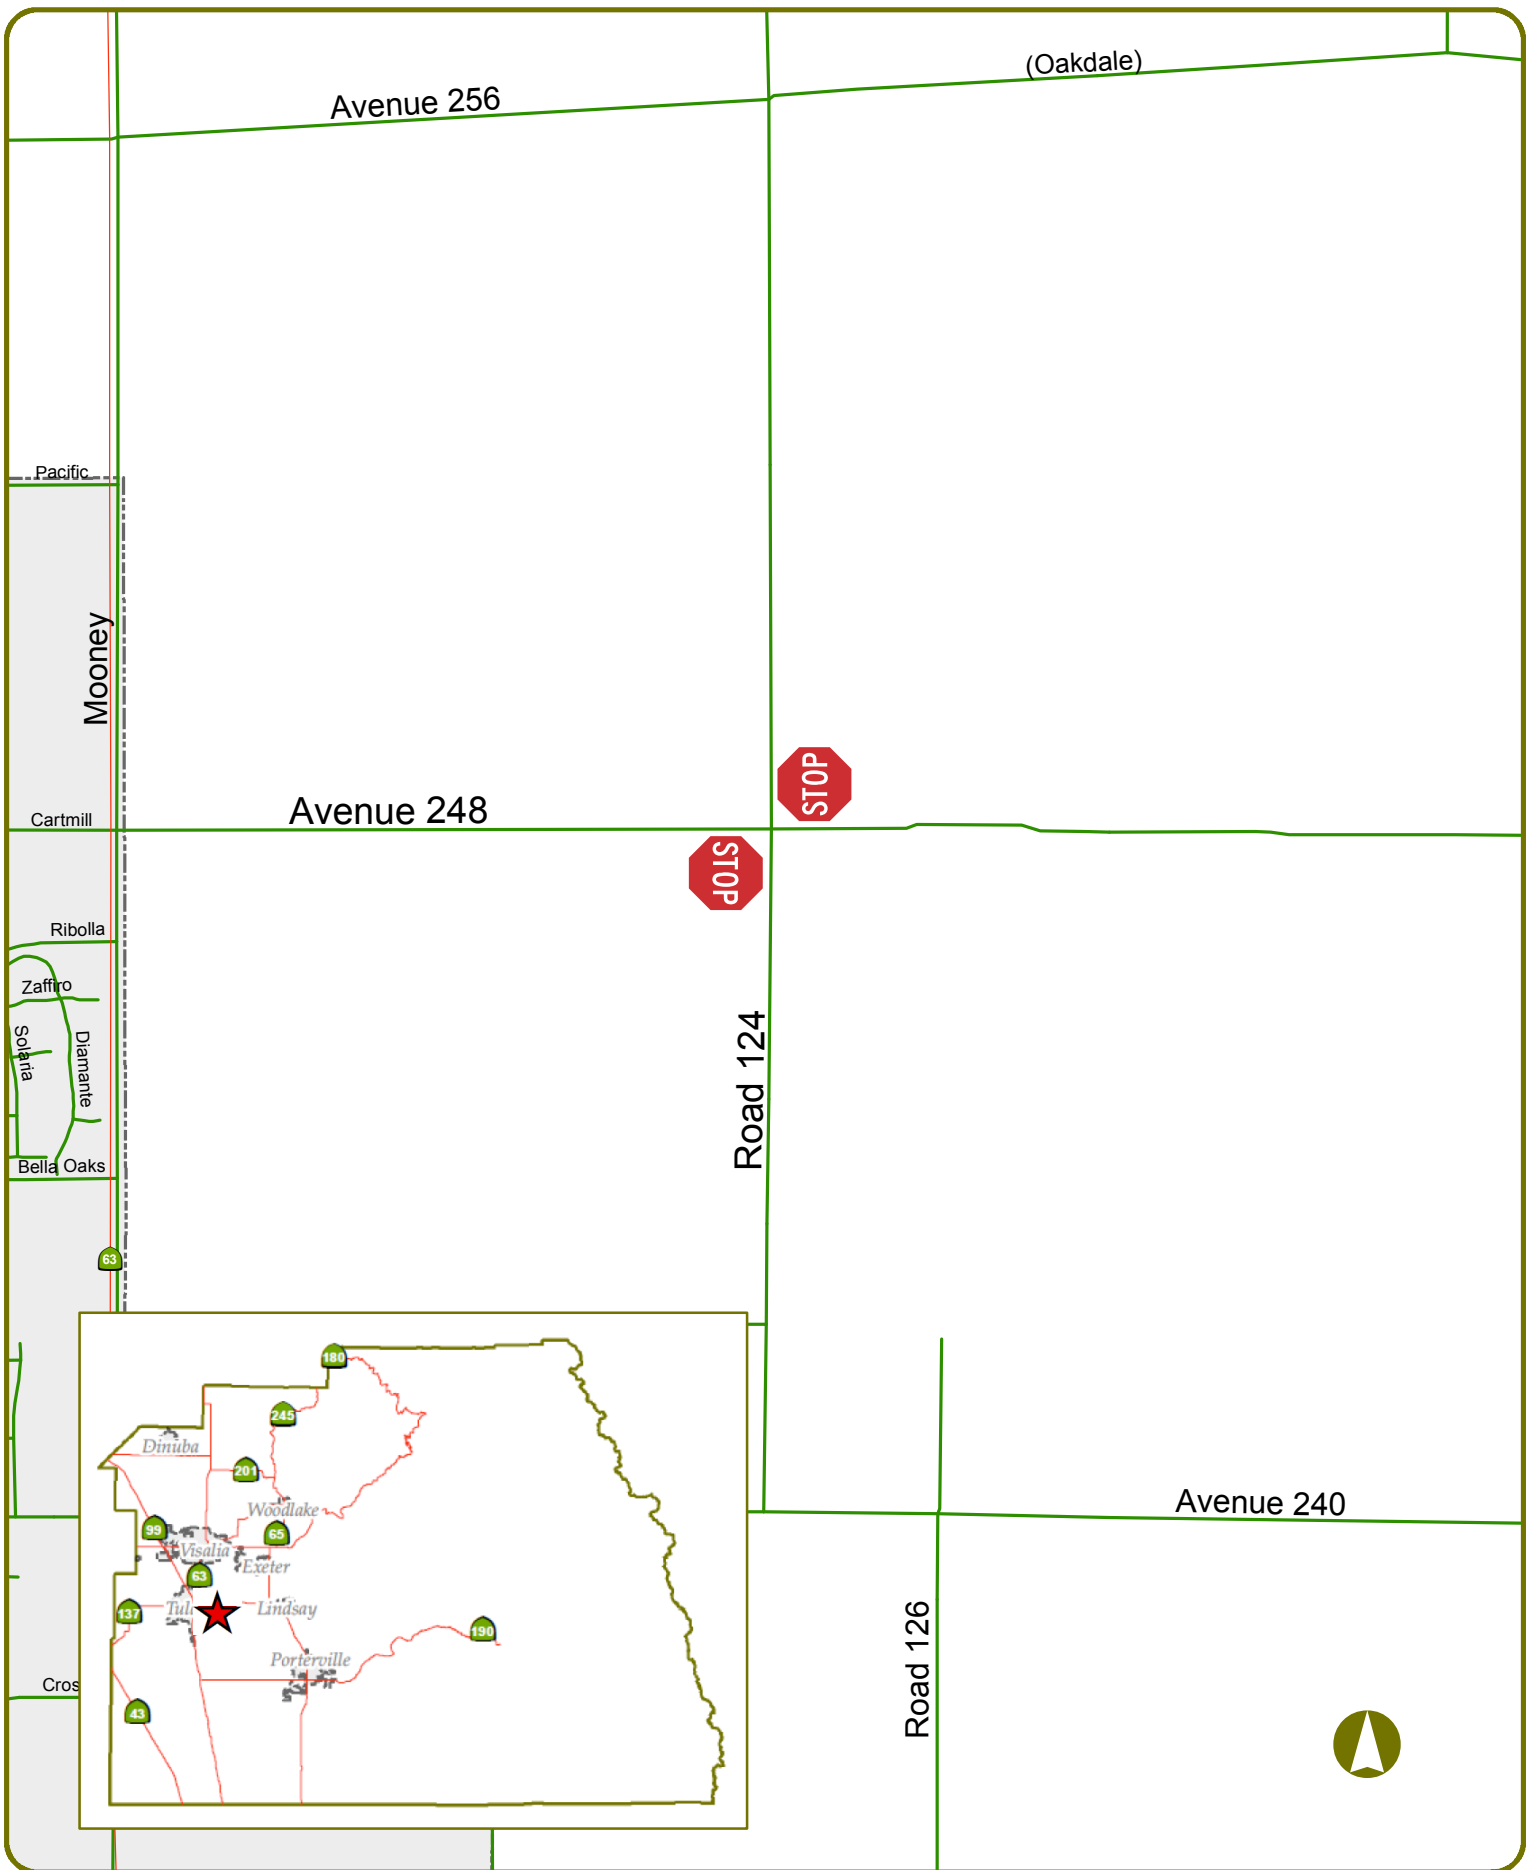 (Oakdale)
Avenue 256
Pacific
Mooney
STOP
Avenue 248
Cartmill
STOP
Ribolla
Zaffiro
Solaria
Diamante
Road 124
Bella Oaks
63
180
245
Dinuba
201
Woodlake
99
65
Visalia
Exeter
63
137
Tul
Lindsay
190
Porterville
43
Avenue 240
Road 126
Cros